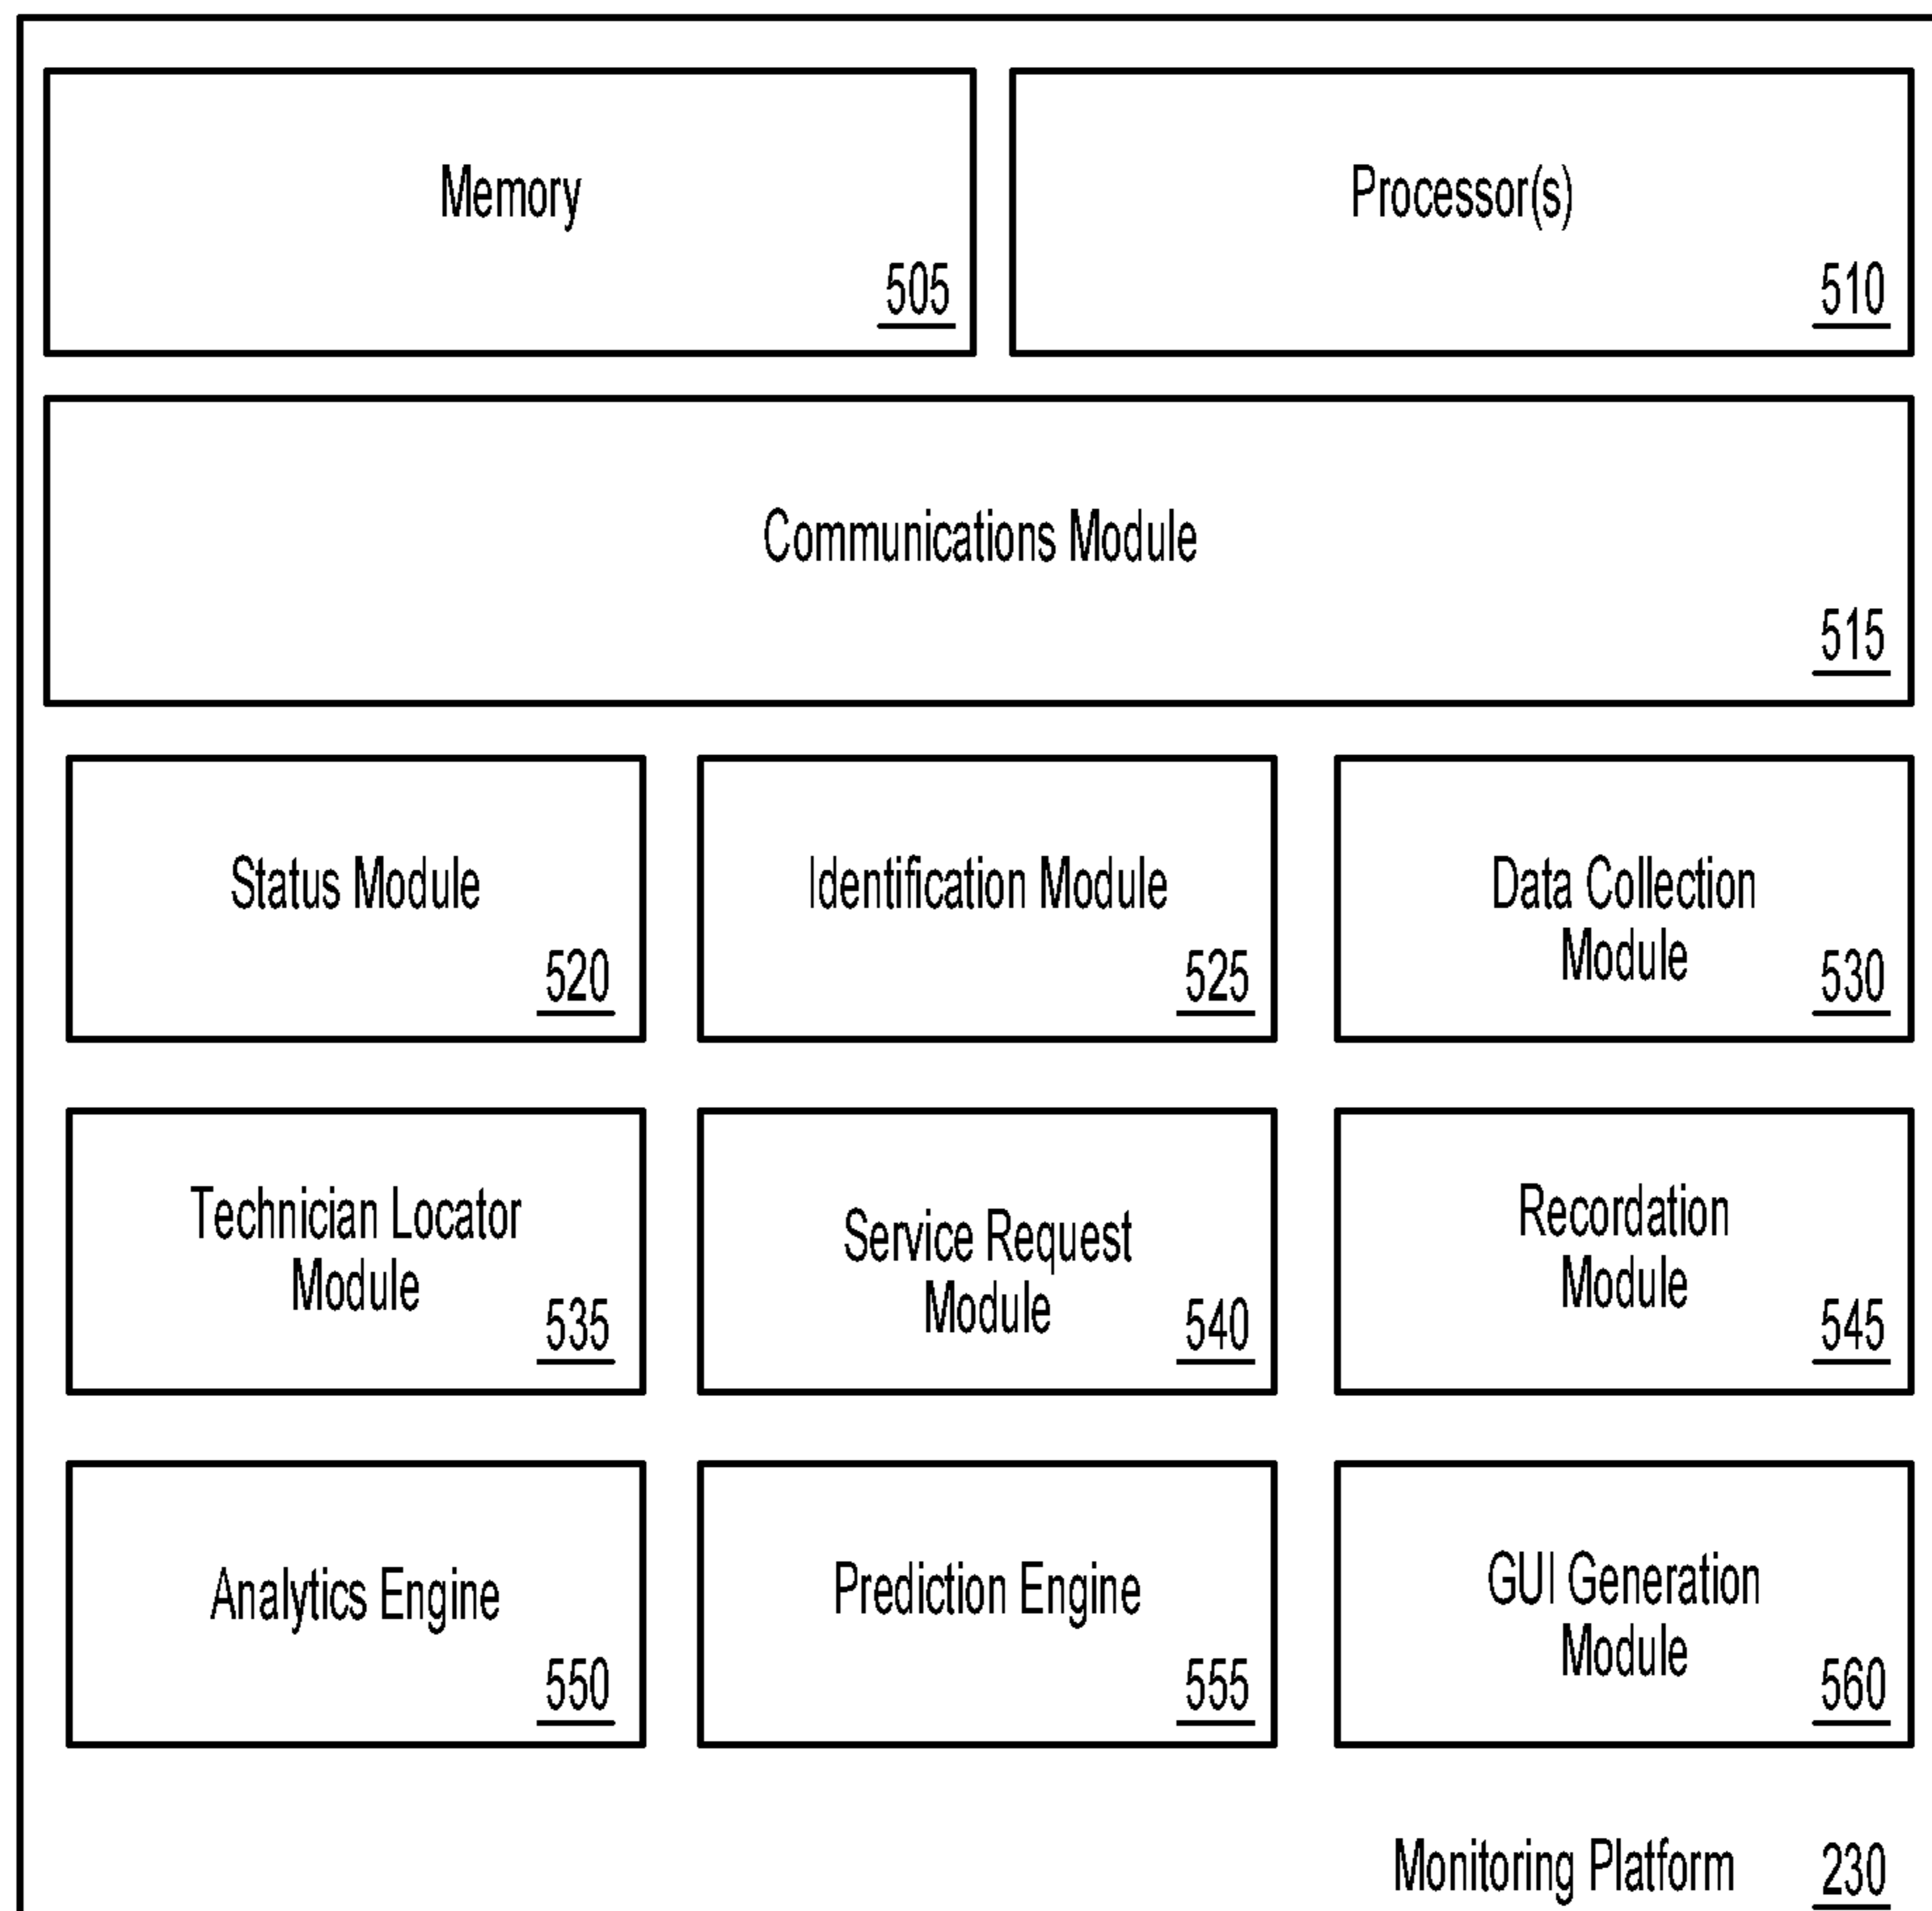 Memory
505
Processor(s)
510
Communications Module
515
Status Module
520
Identification Module
525
Data Collection
Module
530
Technician Locator
Module
535
Service Request
Module
540
Recordation
Module
545
Analytics Engine
550
Prediction Engine
555
GUI Generation
Module
560
Monitoring Platform 230